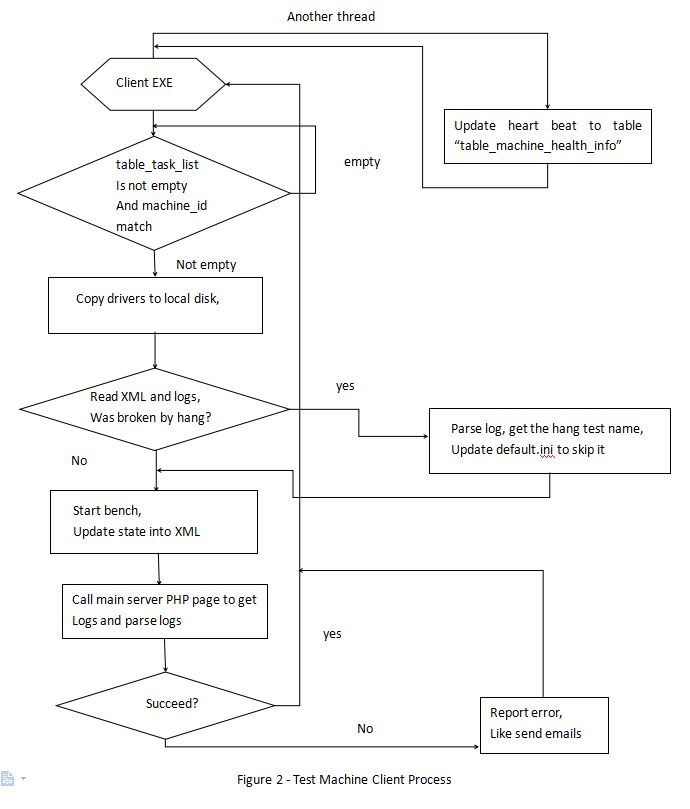 Another thread
Client EXE
Update heart beat to table
“table_machine_health_info”
table_task_list
Is not empty
And machine_id
match
empty
Not empty
Copy drivers to local disk,
Read XML and logs,
Was broken by hang?
yes
Parse log, get the hang test name,
Update default.ini to skip it
No
Start bench,
Update state into XML
Call main server PHP page to get
Logs and parse logs
yes
Succeed?
Report error,
Like send emails
No
Figure 2 - Test Machine Client Process